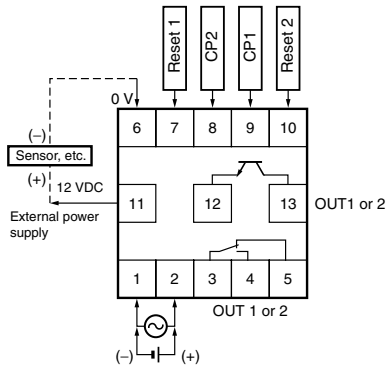 Reset 1
CP2
CP1
Reset 2
0 V
6 7 8 9 10
(–)
Sensor, etc.
(+)
12 VDC
11 12 13
OUT1 or 2
External power
supply
1 2 3 4 5
OUT 1 or 2
(–) (+)